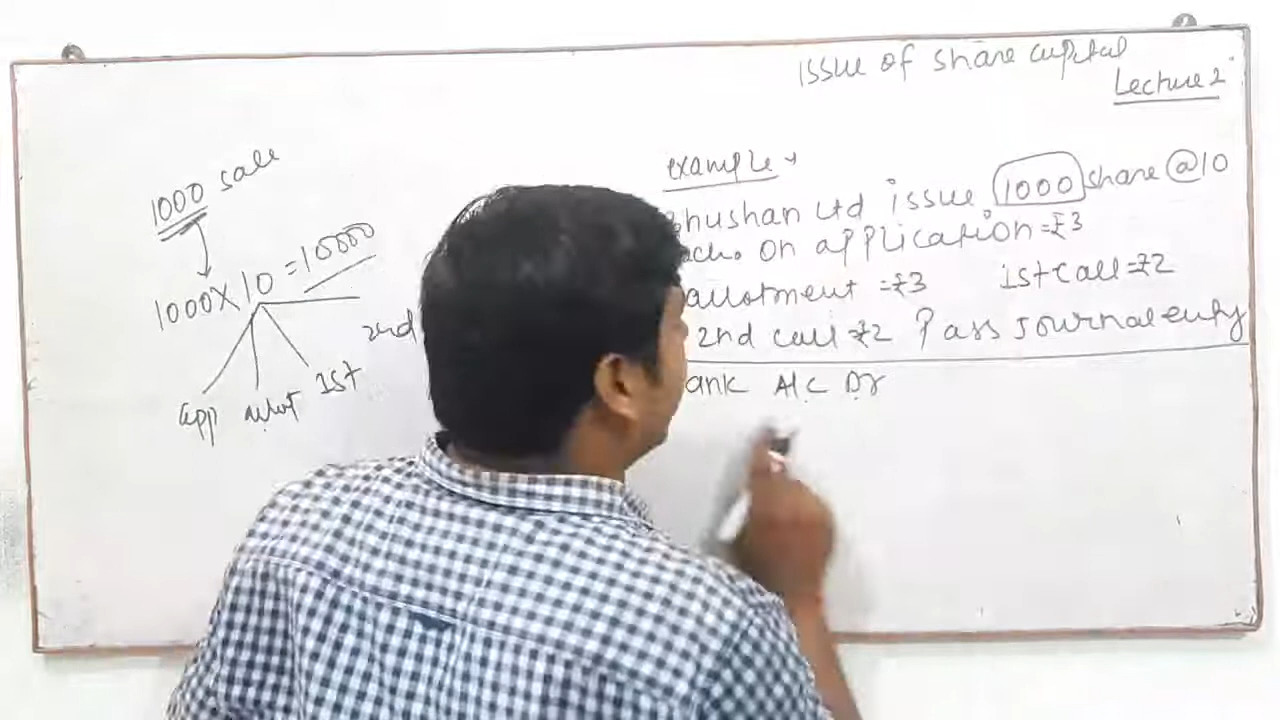 Issue of share capital
Lecture 2
1000 sale
1000 X 10 = 10000
app allot 1st 2nd
example
Bhushan Ltd issue 1000 share @10
each. On application = ₹3
allotment = ₹3 1st call = ₹2
2nd call ₹2 Pass Journal entry
ank A/C Dr